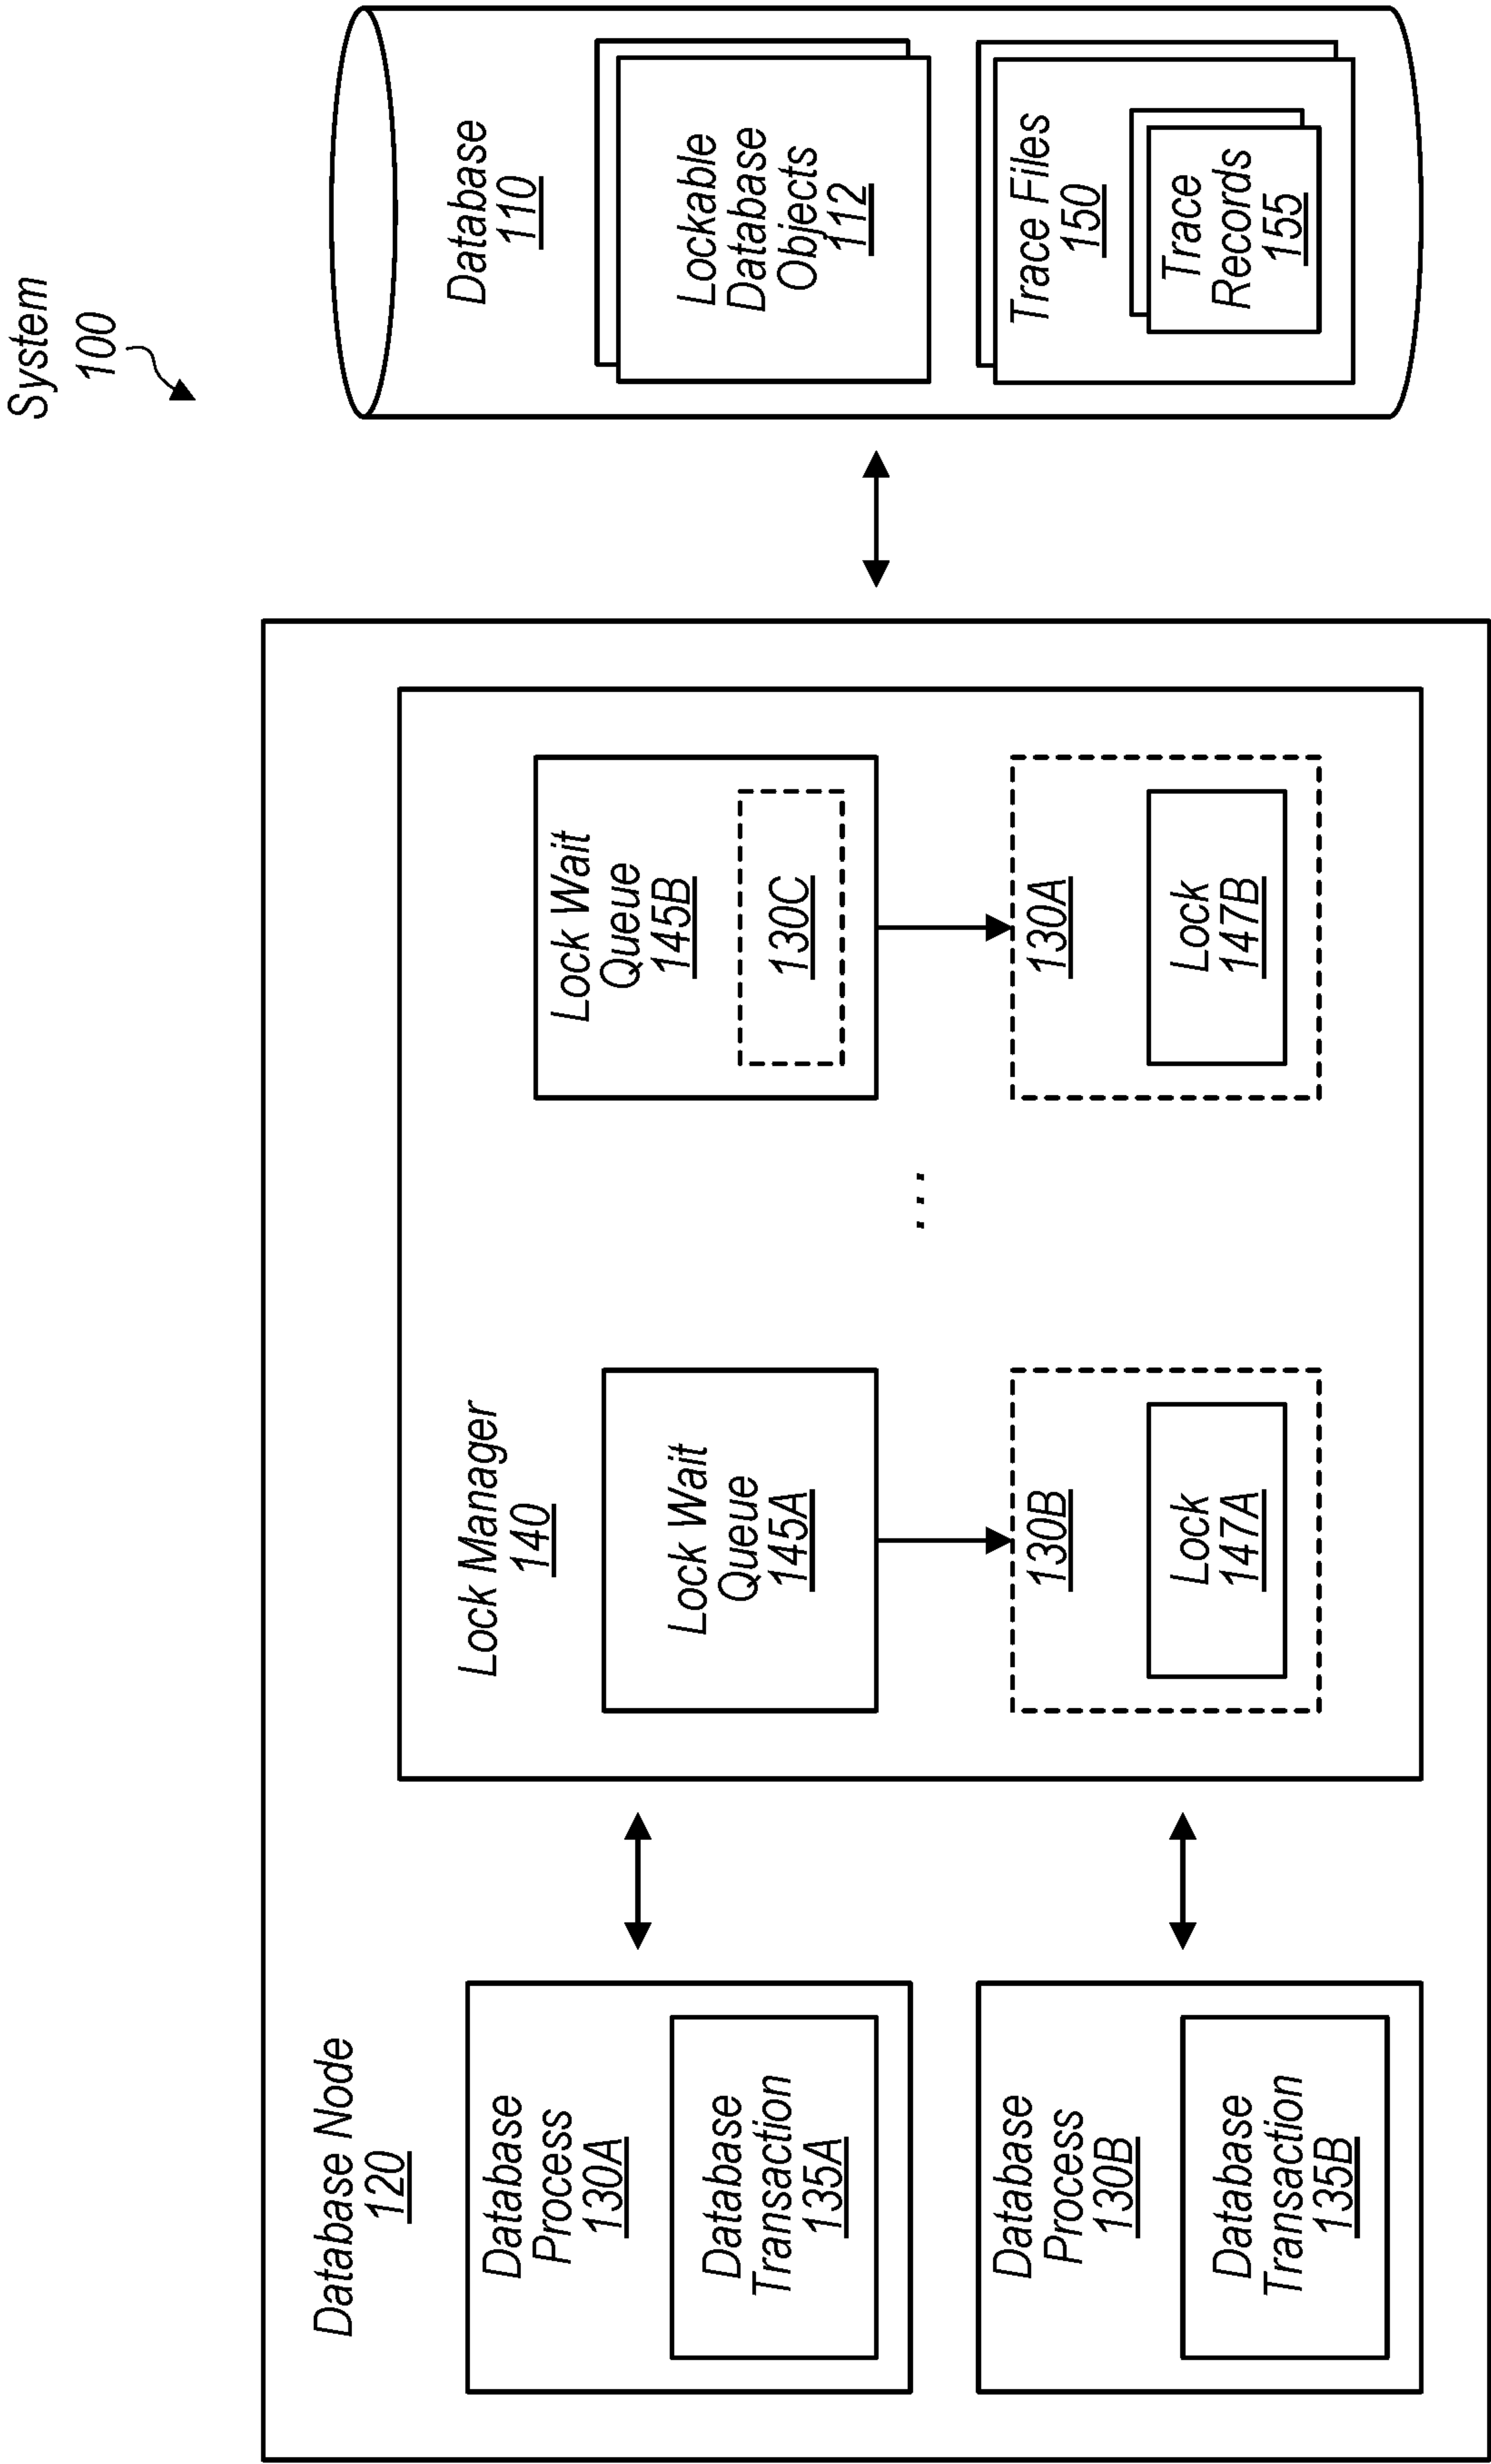 System
100
Database Node
120
Database
Process
130A
Database
Transaction
135A
Database
Process
130B
Database
Transaction
135B
Lock Manager
140
Lock Wait
Queue
145A
130B
Lock
147A
...
Lock Wait
Queue
145B
130C
130A
Lock
147B
Database
110
Lockable
Database
Objects
112
Trace Files
150
Trace
Records
155